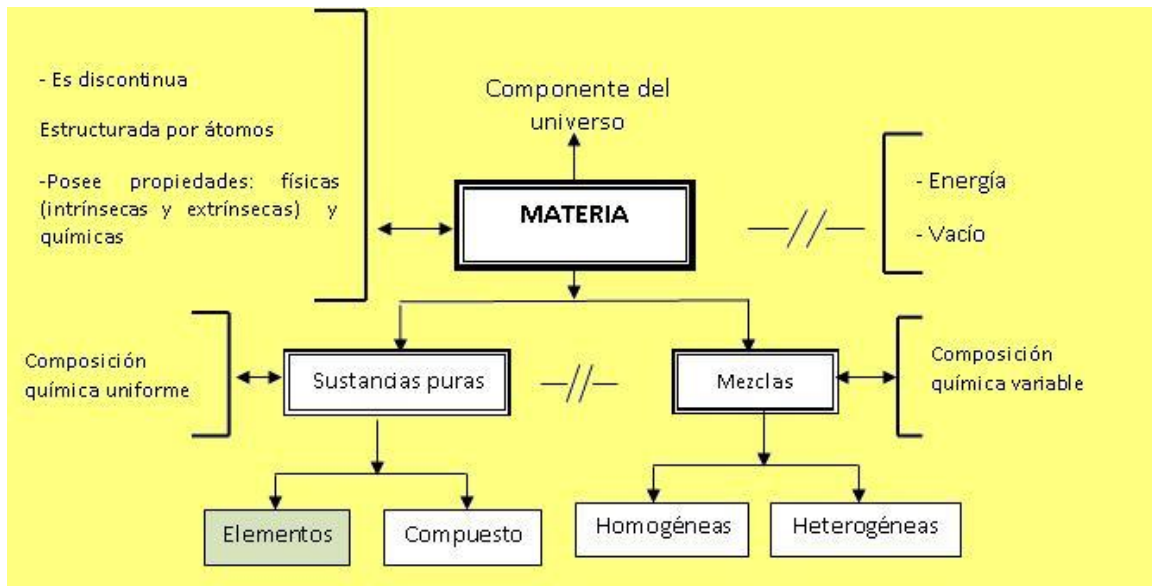 - Es discontinua
Estructurada por átomos
-Posee propiedades: físicas
(intrínsecas y extrínsecas) y
químicas
Componente del
universo
MATERIA
- Energía
- Vacío
Composición
química uniforme
Sustancias puras
Mezclas
Composición
química variable
Elementos
Compuesto
Homogéneas
Heterogéneas